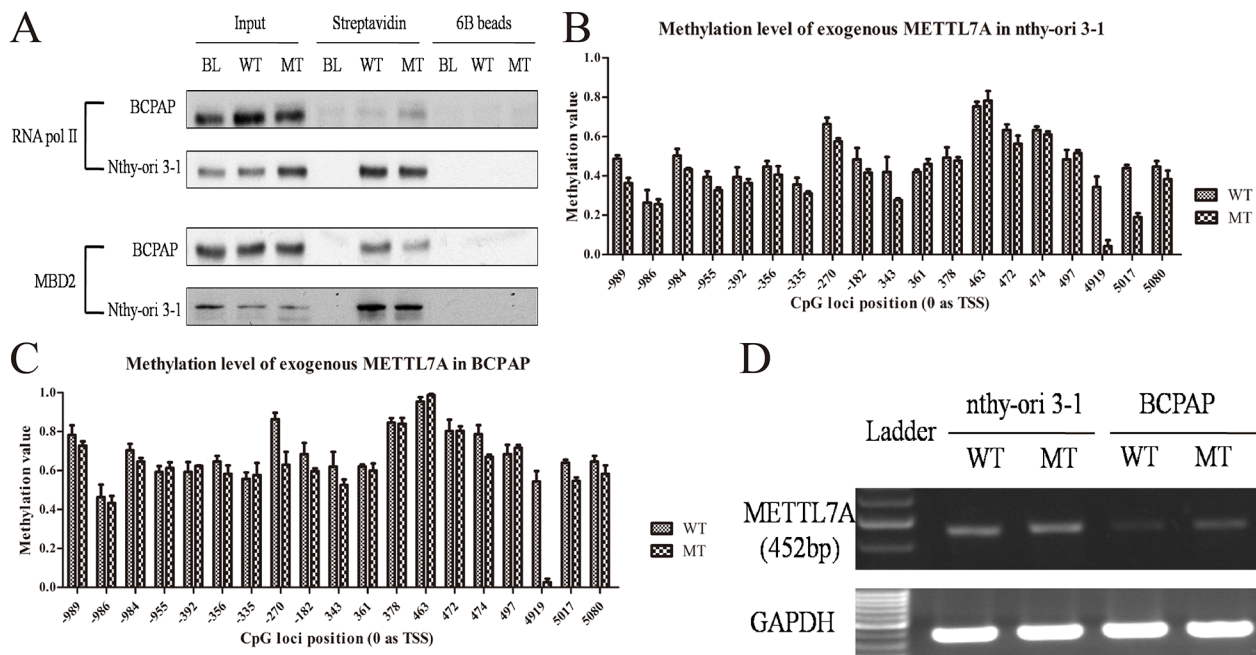 A
Input Streptavidin 6B beads
BL WT MT BL WT MT BL WT MT
RNA pol II
BCPAP
Nthy-ori 3-1
MBD2
BCPAP
Nthy-ori 3-1
B
Methylation level of exogenous METTL7A in nthy-ori 3-1
Methylation value
1.0
0.8
0.6
0.4
0.2
0.0
-989 -986 -984 -955 -392 -356 -335 -270 -182 343 361 378 463 472 474 497 4919 5017 5080
CpG loci position (0 as TSS)
WT
MT
C
Methylation level of exogenous METTL7A in BCPAP
Methylation value
1.0
0.8
0.6
0.4
0.2
0.0
-989 -986 -984 -955 -392 -356 -335 -270 -182 343 361 378 463 472 474 497 4919 5017 5080
CpG loci position (0 as TSS)
WT
MT
D
nthy-ori 3-1 BCPAP
Ladder
WT MT WT MT
METTL7A
(452bp)
GAPDH